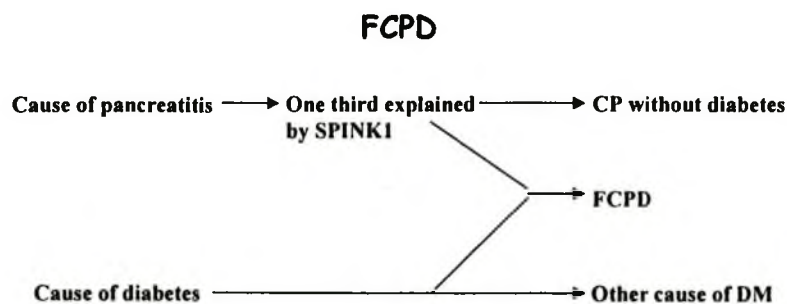 FCPD
Cause of pancreatitis
One third explained
by SPINK1
CP without diabetes
FCPD
Cause of diabetes
Other cause of DM